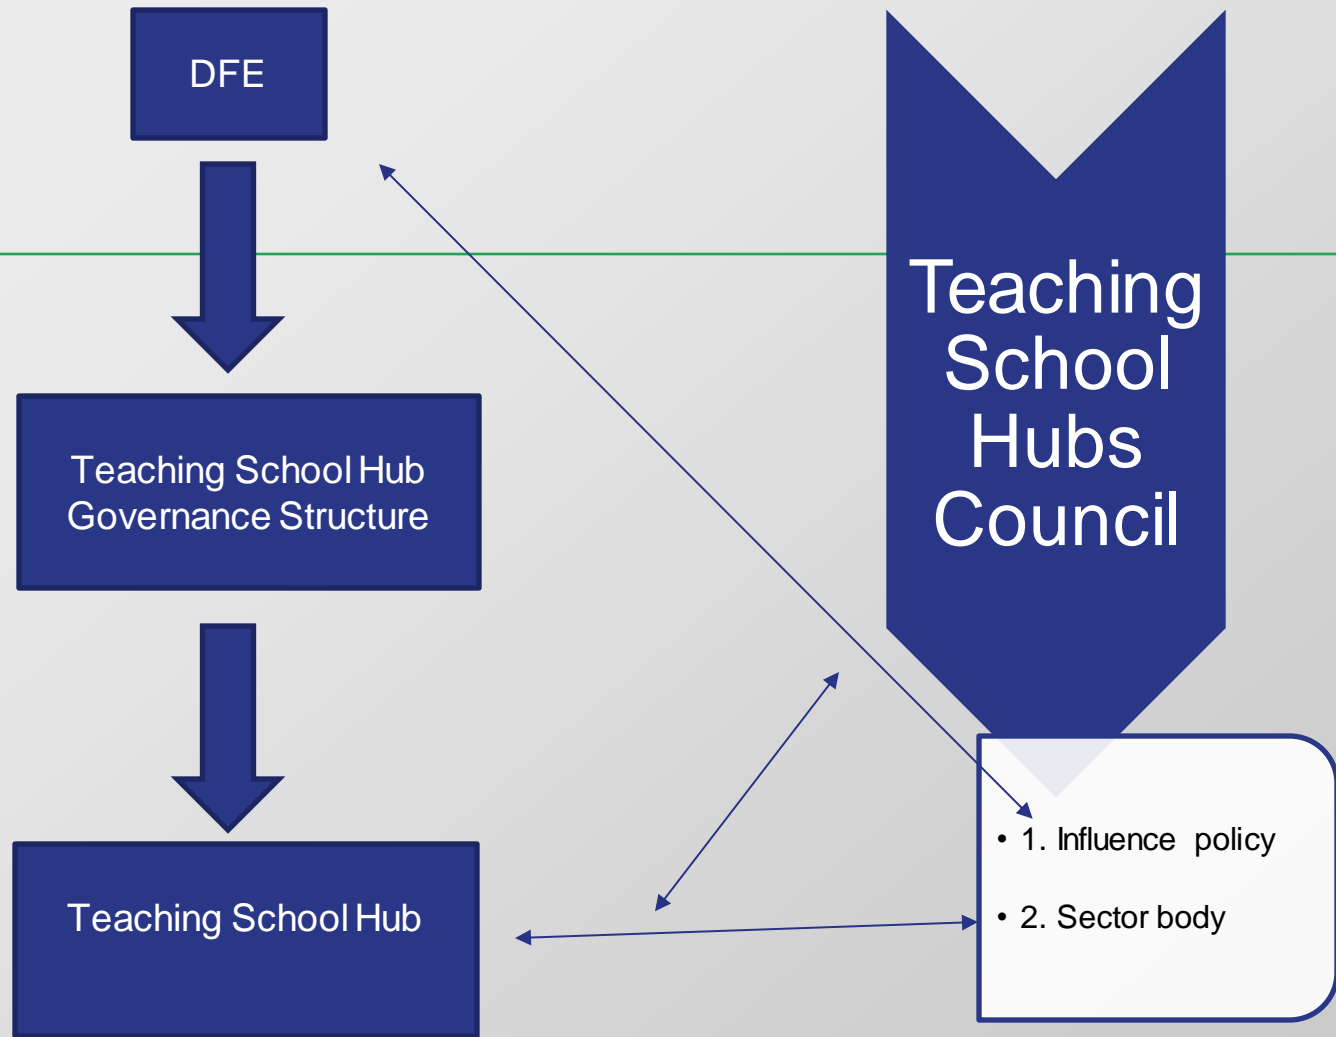 DFE
Teaching School Hub
Governance Structure
Teaching School Hub
Teaching
School
Hubs
Council
• 1. Influence policy
• 2. Sector body